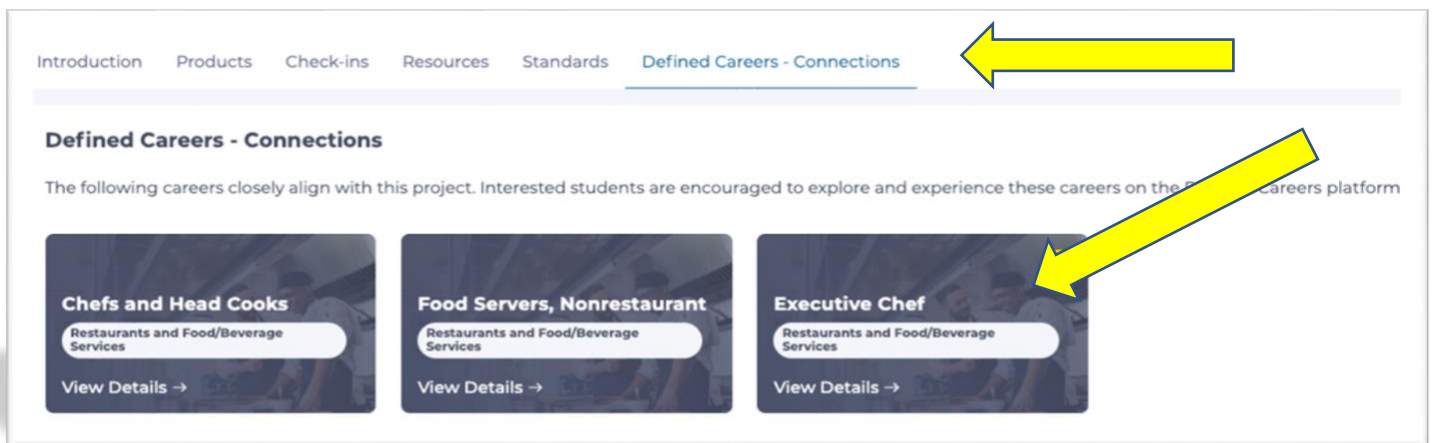 Introduction Products Check-ins Resources Standards Defined Careers - Connections
Defined Careers - Connections
The following careers closely align with this project. Interested students are encouraged to explore and experience these careers on the Careers platform
Chefs and Head Cooks
Restaurants and Food/Beverage
Services
View Details →
Food Servers, Nonrestaurant
Restaurants and Food/Beverage
Services
View Details →
Executive Chef
Restaurants and Food/Beverage
Services
View Details →